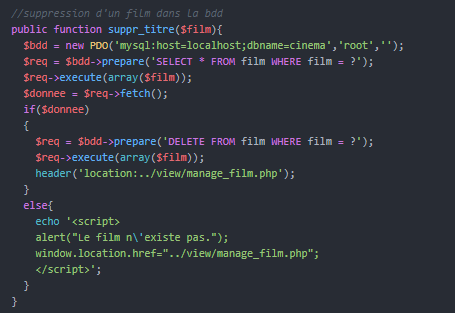 //suppression d'un film dans la bdd
public function suppr_titre($film){
$bdd = new PDO('mysql:host=localhost;dbname=cinema','root','');
$req = $bdd->prepare('SELECT * FROM film WHERE film = ?');
$req->execute(array($film));
$donnee = $req->fetch();
if($donnee)
{
$req = $bdd->prepare('DELETE FROM film WHERE film = ?');
$req->execute(array($film));
header('location:../view/manage_film.php');
}
else{
echo '<script>
alert("Le film n\'existe pas.");
window.location.href="../view/manage_film.php";
</script>';
}
}